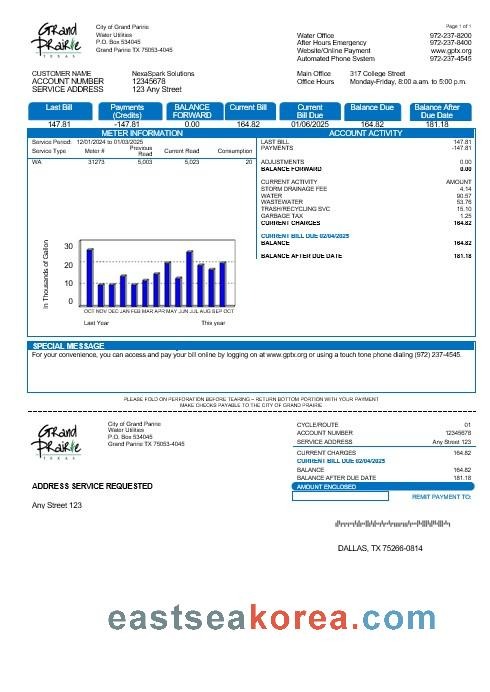 Grand Prairie
TEXAS
City of Grand Pairie
Water Utilities
P.O. Box 534045
Grand Prairie TX 75053-4045
Page 1 of 1
Water Office 972-237-8200
After Hours Emergency 972-237-8400
Website/Online Payment www.gptx.org
Automated Phone System 972-237-4545
CUSTOMER NAME NexaSpark Solutions
ACCOUNT NUMBER 12345678
SERVICE ADDRESS 123 Any Street
Main Office 317 College Street
Office Hours Monday-Friday, 8:00 a.am. to 5:00 p.m.
Last Bill Payments (Credits) BALANCE FORWARD Current Bill Current Bill Due Balance Due Balance After Due Date
147.81 -147.81 0.00 164.82 01/06/2025 164.82 181.18
METER INFORMATION
Service Period: 12/01/2024 to 01/03/2025
Service Type Meter # Previous Read Current Read Consumption
WA 31273 5,003 5,023 20
ACCOUNT ACTIVITY
LAST BILL 147.81
PAYMENTS -147.81
ADJUSTMENTS 0.00
BALANCE FORWARD 0.00
CURRENT ACTIVITY AMOUNT
STORM DRAINAGE FEE 4.14
WATER 90.57
WASTEWATER 53.76
TRASH/RECYCLING SVC 15.10
GARBAGE TAX 1.25
CURRENT CHARGES 164.82
CURRENT BILL DUE 02/04/2025
BALANCE 164.82
BALANCE AFTER DUE DATE 181.18
In Thousands of Gallon
30
20
10
0
OCT NOV DEC JAN FEB MAR APR MAY JUN JUL AUG SEP OCT
Last Year This year
SPECIAL MESSAGE
For your convenience, you can access and pay your bill online by logging on at www.gptx.org or using a touch tone phone dialing (972) 237-4545.
PLEASE FOLD ON PERFORATION BEFORE TEARING – RETURN BOTTOM PORTION WITH YOUR PAYMENT
MAKE CHECKS PAYABLE TO THE CITY OF GRAND PRAIRIE
Grand Prairie
TEXAS
City of Grand Pairie
Water Utilities
P.O. Box 534045
Grand Prairie TX 75053-4045
CYCLE/ROUTE 01
ACCOUNT NUMBER 12345678
SERVICE ADDRESS Any Street 123
CURRENT CHARGES 164.82
CURRENT BILL DUE 02/04/2025
BALANCE 164.82
BALANCE AFTER DUE DATE 181.18
AMOUNT ENCLOSED
REMIT PAYMENT TO:
ADDRESS SERVICE REQUESTED
Any Street 123
DALLAS, TX 75266-0814
eastseakorea.com